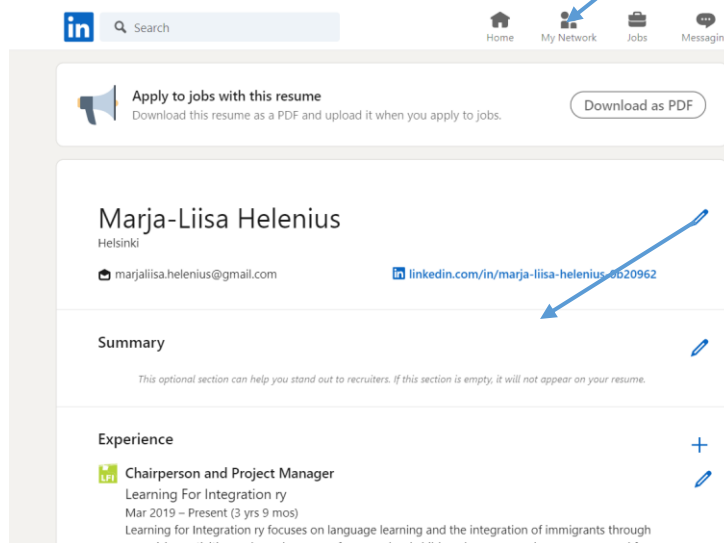 in
Search
Home
My Network
Jobs
Messagin
Apply to jobs with this resume
Download this resume as a PDF and upload it when you apply to jobs.
Download as PDF
Marja-Liisa Helenius
Helsinki
marjaliisa.helenius@gmail.com
in linkedin.com/in/marja-liisa-helenius-9b20962
Summary
This optional section can help you stand out to recruiters. If this section is empty, it will not appear on your resume.
Experience
LFI
Chairperson and Project Manager
Learning For Integration ry
Mar 2019 – Present (3 yrs 9 mos)
Learning for Integration ry focuses on language learning and the integration of immigrants through